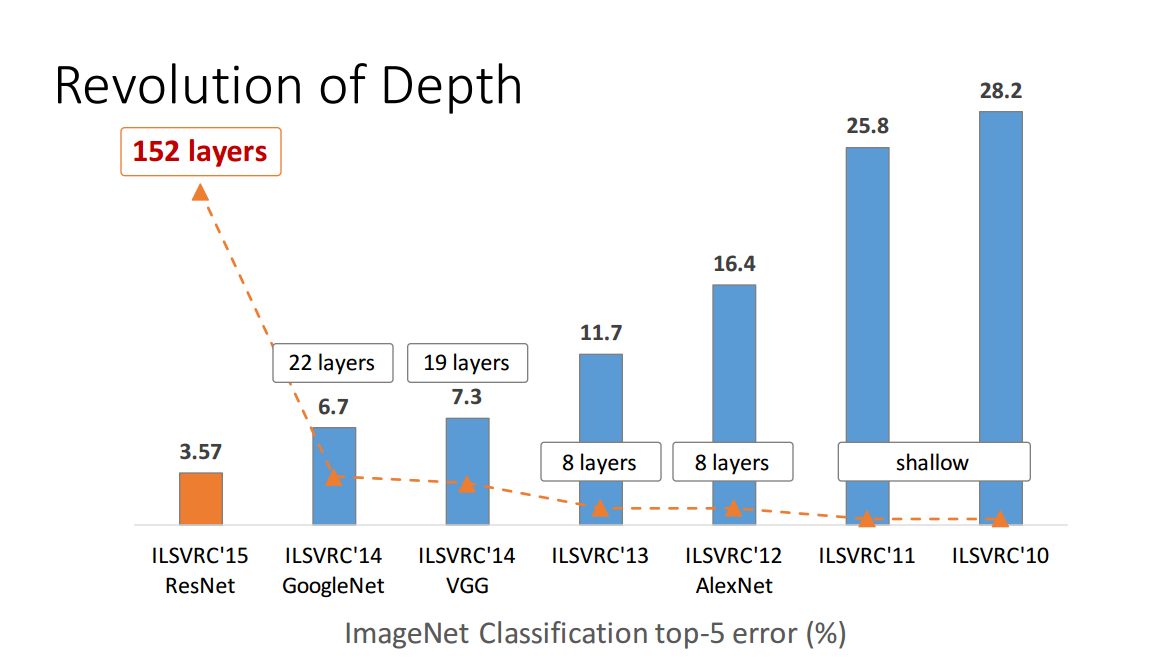 Revolution of Depth
28.2
25.8
152 layers
16.4
11.7
22 layers
19 layers
6.7
7.3
3.57
8 layers
8 layers
shallow
ILSVRC'15
ResNet
ILSVRC'14
GoogleNet
ILSVRC'14
VGG
ILSVRC'13
ILSVRC'12
AlexNet
ILSVRC'11
ILSVRC'10
ImageNet Classification top-5 error (%)